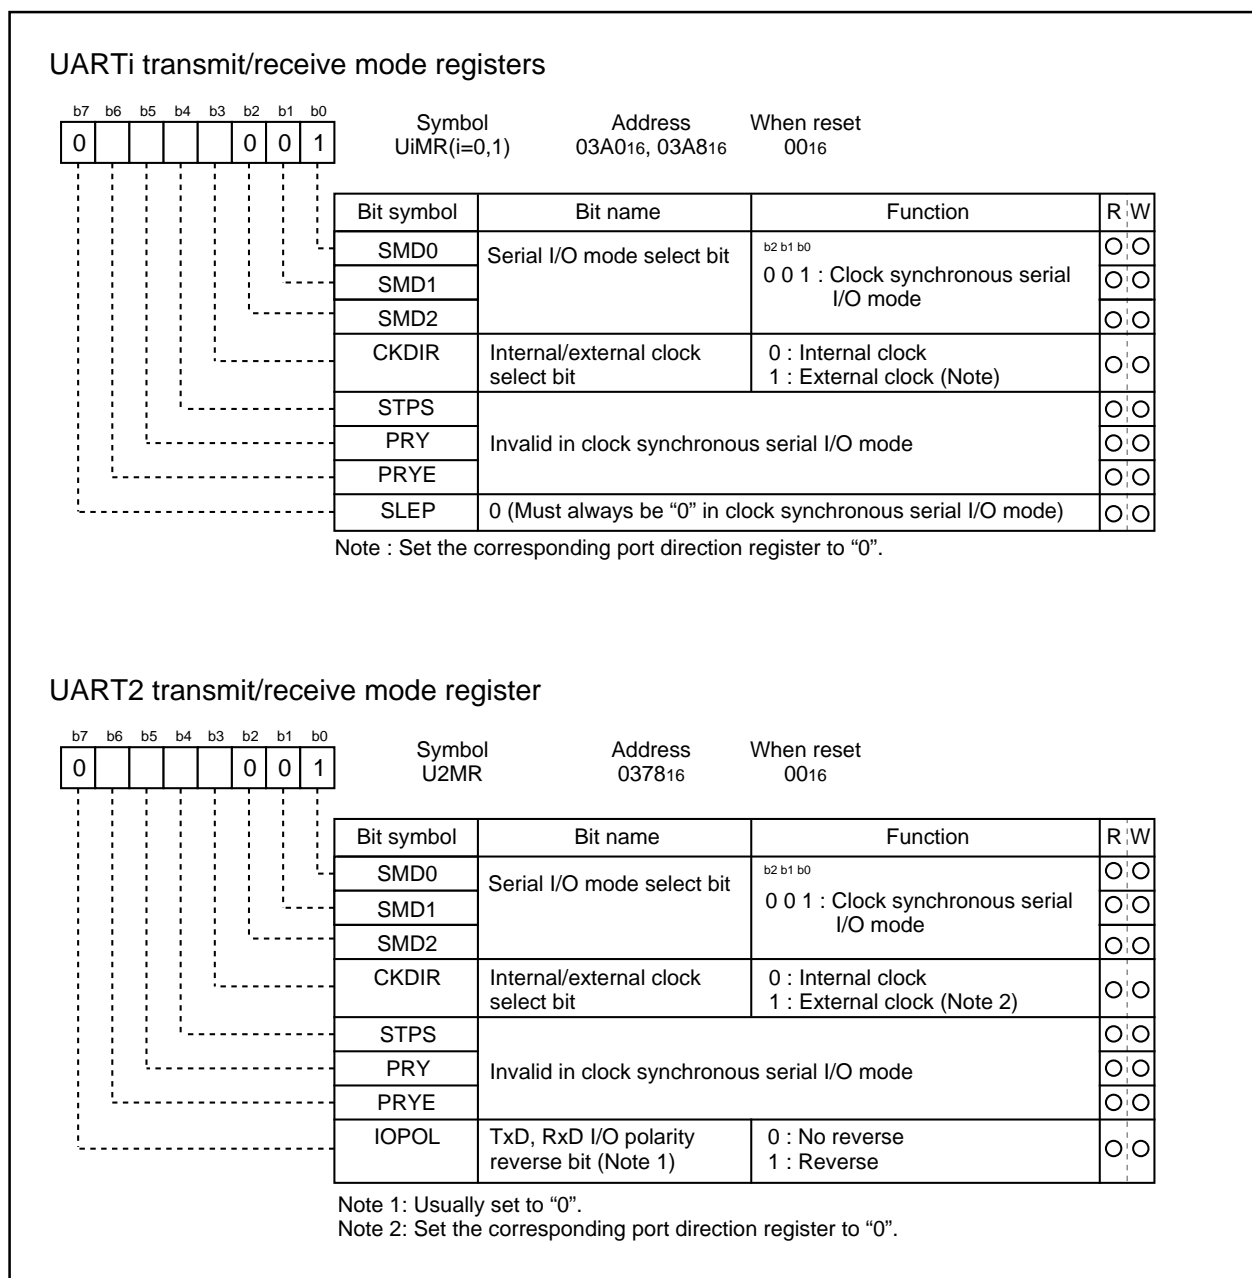 UARTi transmit/receive mode registers
b7 b6 b5 b4 b3 b2 b1 b0
Symbol Address When reset
0 0 0 1
UiMR(i=0,1) 03A016, 03A816 0016
Bit symbol Bit name Function R W
SMD0 Serial I/O mode select bit b2 b1 b0
SMD1 0 0 1 : Clock synchronous serial
I/O mode
SMD2
CKDIR Internal/external clock 0 : Internal clock
select bit 1 : External clock (Note)
STPS
PRY Invalid in clock synchronous serial I/O mode
PRYE
SLEP 0 (Must always be “0” in clock synchronous serial I/O mode)
Note : Set the corresponding port direction register to “0”.
UART2 transmit/receive mode register
b7 b6 b5 b4 b3 b2 b1 b0
Symbol Address When reset
0 0 0 1
U2MR 037816 0016
Bit symbol Bit name Function R W
SMD0 Serial I/O mode select bit b2 b1 b0
SMD1 0 0 1 : Clock synchronous serial
I/O mode
SMD2
CKDIR Internal/external clock 0 : Internal clock
select bit 1 : External clock (Note 2)
STPS
PRY Invalid in clock synchronous serial I/O mode
PRYE
IOPOL TxD, RxD I/O polarity 0 : No reverse
reverse bit (Note 1) 1 : Reverse
Note 1: Usually set to “0”.
Note 2: Set the corresponding port direction register to “0”.